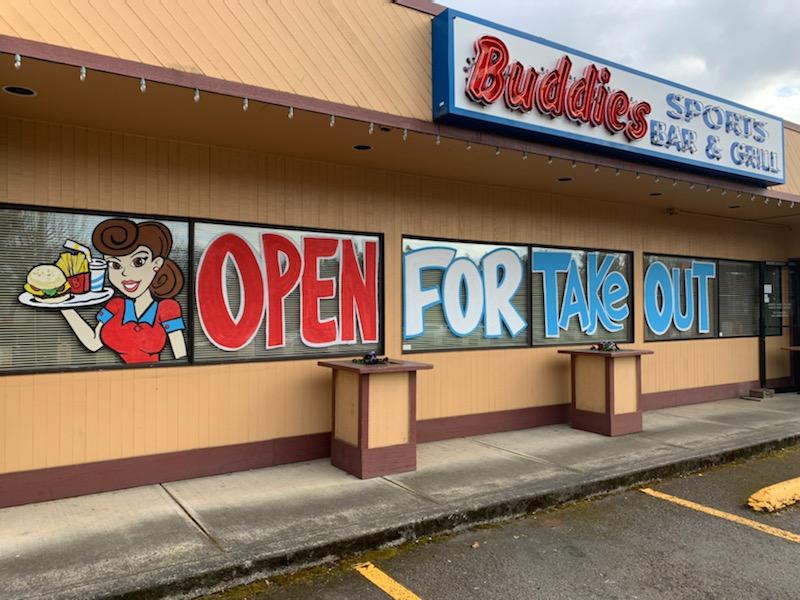 Buddies SPORTS
BAR & GRILL
OPEN FOR TAKe OUT